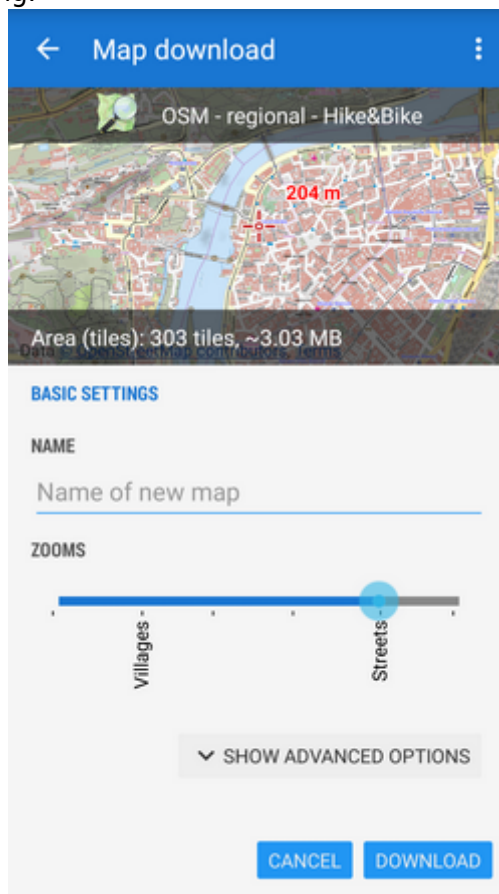 Map download
OSM - regional - Hike&Bike
204 m
Area (tiles): 303 tiles, ~3.03 MB
Data © OpenStreetMap contributors, Terms
BASIC SETTINGS
NAME
Name of new map
ZOOMS
Villages
Streets
SHOW ADVANCED OPTIONS
CANCEL
DOWNLOAD